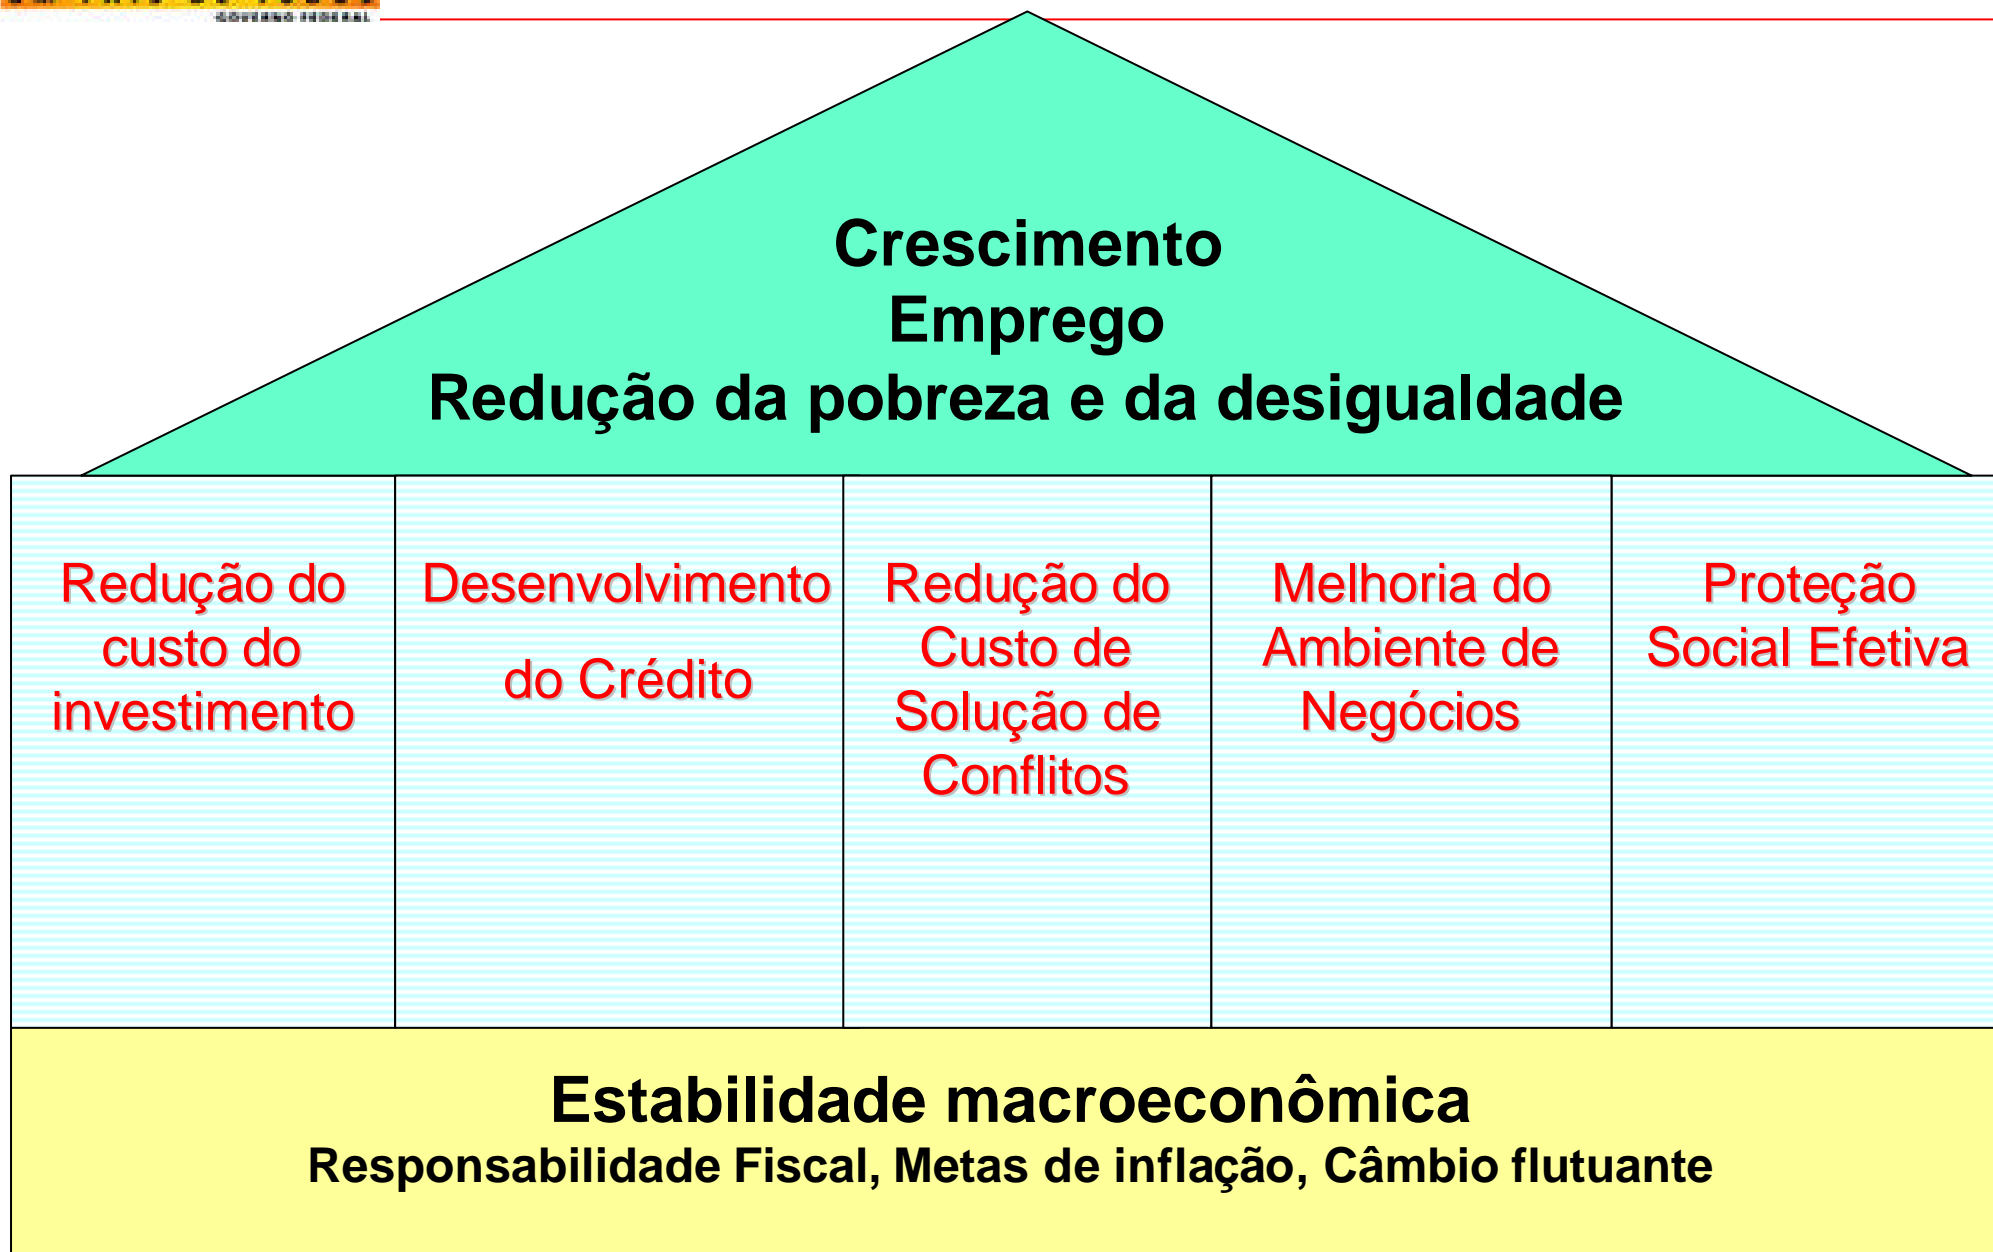 GOVERNO FEDERAL
Crescimento
Emprego
Redução da pobreza e da desigualdade
Redução do
custo do
investimento
Desenvolvimento
do Crédito
Redução do
Custo de
Solução de
Conflitos
Melhoria do
Ambiente de
Negócios
Proteção
Social Efetiva
Estabilidade macroeconômica
Responsabilidade Fiscal, Metas de inflação, Câmbio flutuante